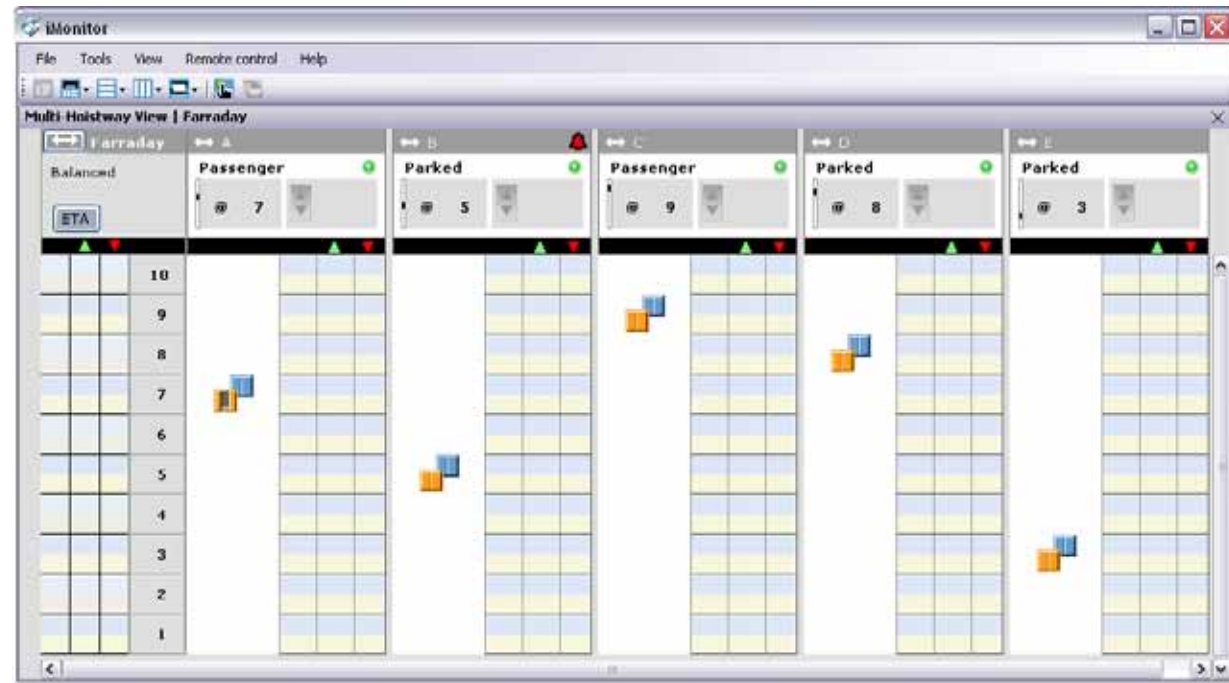 iMonitor
File Tools View Remote control Help
Multi-Hoistway View | Farraday
Farraday A B C D E
Balanced Passenger Parked Passenger Parked Parked
@ 7 @ 5 @ 9 @ 8 @ 3
ETA
10
9
8
7
6
5
4
3
2
1